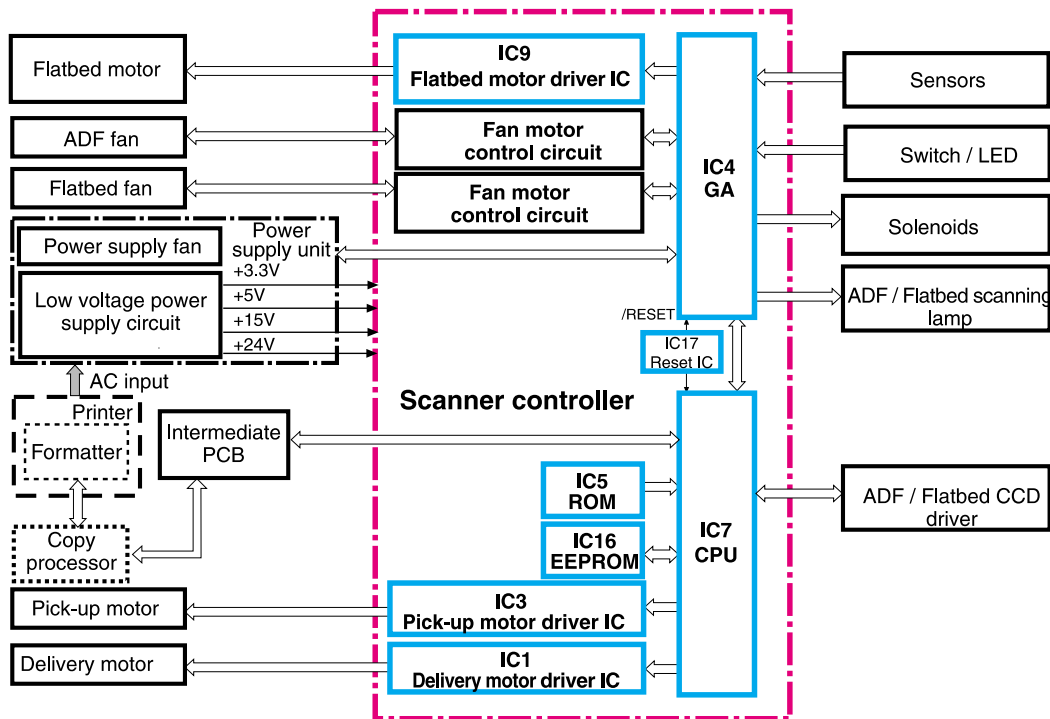 IC9
Flatbed motor driver IC
Flatbed motor
Sensors
ADF fan
Fan motor
control circuit
IC4
GA
Switch / LED
Flatbed fan
Fan motor
control circuit
Solenoids
Power supply fan
Power
supply unit
+3.3V
Low voltage power
supply circuit
+5V
+15V
+24V
ADF / Flatbed scanning
lamp
/RESET
IC17
Reset IC
AC input
Printer
Formatter
Intermediate
PCB
Scanner controller
IC5
ROM
IC7
CPU
ADF / Flatbed CCD
driver
Copy
processor
IC16
EEPROM
Pick-up motor
IC3
Pick-up motor driver IC
Delivery motor
IC1
Delivery motor driver IC